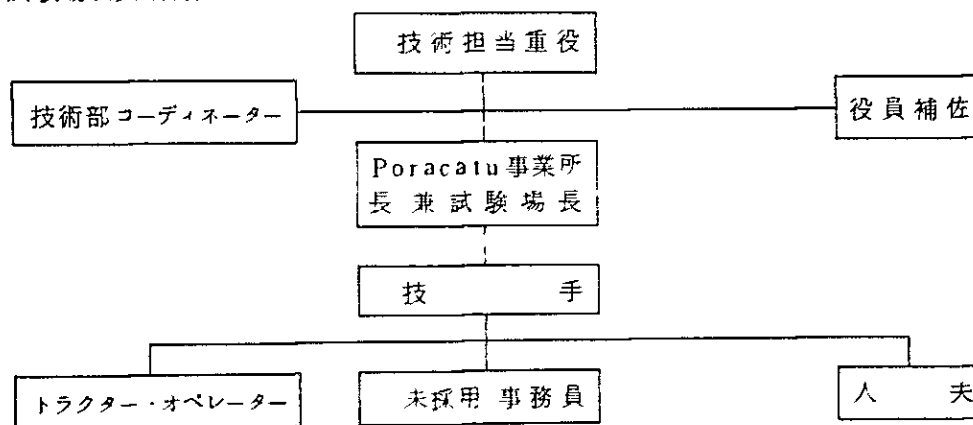 技術担当重役
技術部コーディネーター
役員補佐
Poracatu事業所
長兼試験場長
技手
トラクター・オペレーター
未採用 事務員
人夫